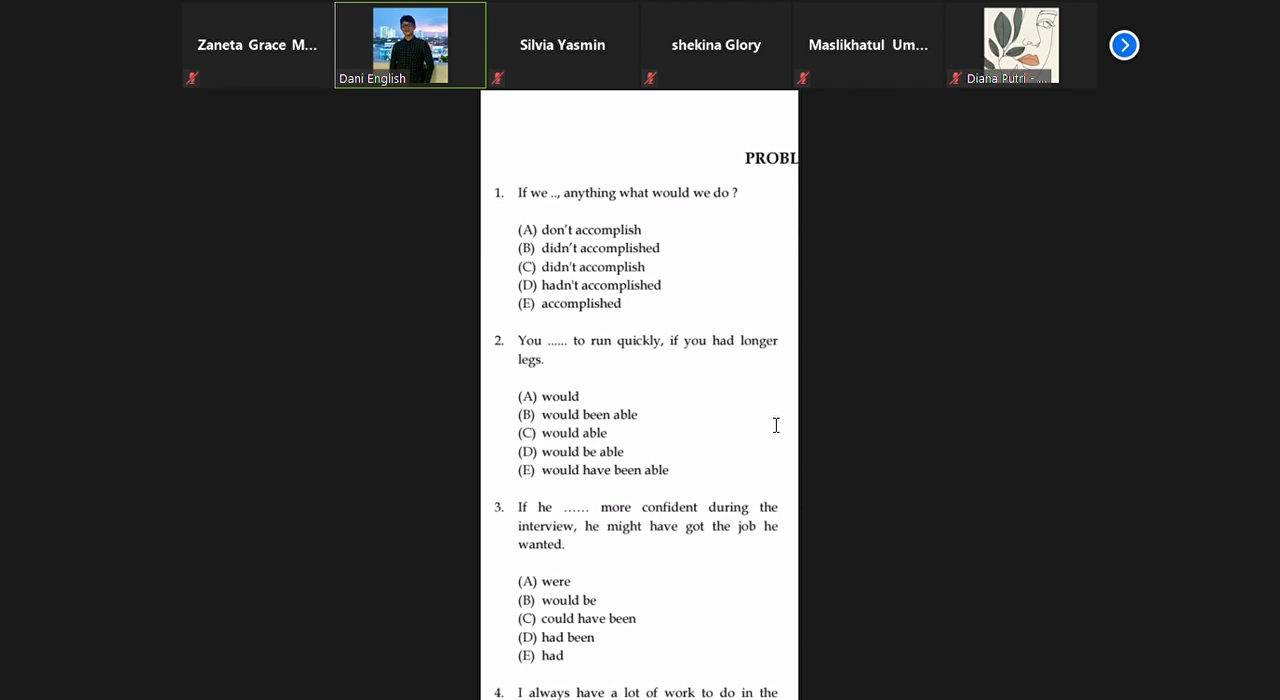 Zaneta Grace M...
Dani English
Silvia Yasmin
shekina Glory
Maslikhatul Um...
Diana Putri - ...
PROBL
1. If we .., anything what would we do ?
(A) don't accomplish
(B) didn't accomplished
(C) didn't accomplish
(D) hadn't accomplished
(E) accomplished
2. You ...... to run quickly, if you had longer
legs.
(A) would
(B) would been able
(C) would able
(D) would be able
(E) would have been able
3. If he ...... more confident during the
interview, he might have got the job he
wanted.
(A) were
(B) would be
(C) could have been
(D) had been
(E) had
4. I always have a lot of work to do in the